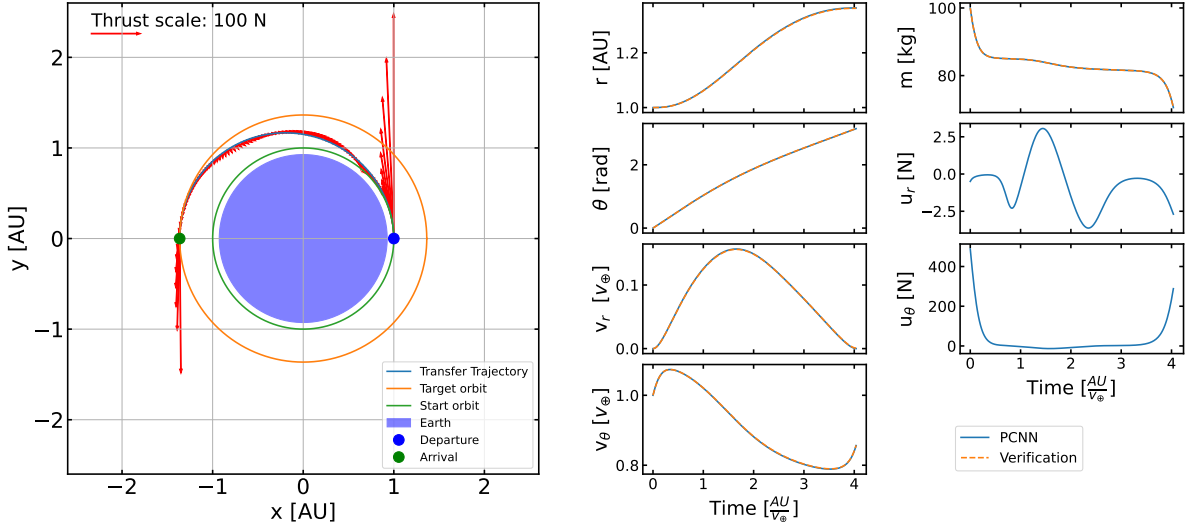 Thrust scale: 100 N
2
1
0
−1
−2
y [AU]
−2
−1
0
1
2
x [AU]
Transfer Trajectory
Target orbit
Start orbit
Earth
Departure
Arrival
1.2
1.0
r [AU]
2
0
θ [rad]
0.1
0.0
v_r [v_⊕]
1.0
0.8
v_θ [v_⊕]
0
1
2
3
4
Time [AU/v_⊕]
100
80
m [kg]
2.5
0.0
−2.5
u_r [N]
400
200
0
u_θ [N]
0
1
2
3
4
Time [AU/v_⊕]
PCNN
Verification